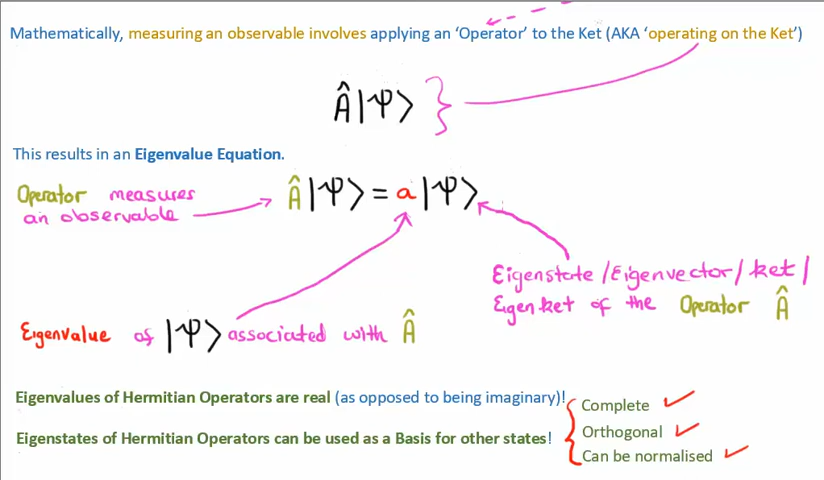 Mathematically, measuring an observable involves applying an 'Operator' to the Ket (AKA 'operating on the Ket')
Â|Ψ⟩
This results in an Eigenvalue Equation.
Operator measures
an observable
Â|Ψ⟩ = a|Ψ⟩
Eigenstate/Eigenvector/ket/
Eigenket of the Operator Â
Eigenvalue of |Ψ⟩ associated with Â
Eigenvalues of Hermitian Operators are real (as opposed to being imaginary)!
Eigenstates of Hermitian Operators can be used as a Basis for other states!
Complete ✓
Orthogonal ✓
Can be normalised ✓